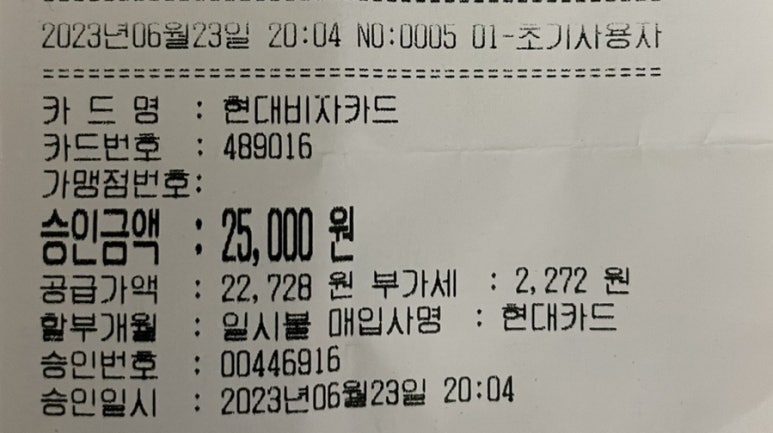 2023년06월23일 20:04 NO:0005 01-초기사용자
카 드 명 : 현대비자카드
카드번호 : 489016
가맹점번호:
승인금액 : 25,000 원
공급가액 : 22,728 원 부가세 : 2,272 원
할부개월 : 일시불 매입사명 : 현대카드
승인번호 : 00446916
승인일시 : 2023년06월23일 20:04